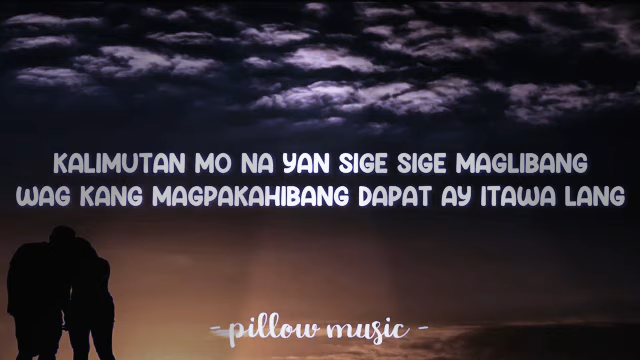 KALIMUTAN MO NA YAN SIGE SIGE MAGLIBANG
WAG KANG MAGPAKAHIBANG DAPAT AY ITAWA LANG
- pillow music -